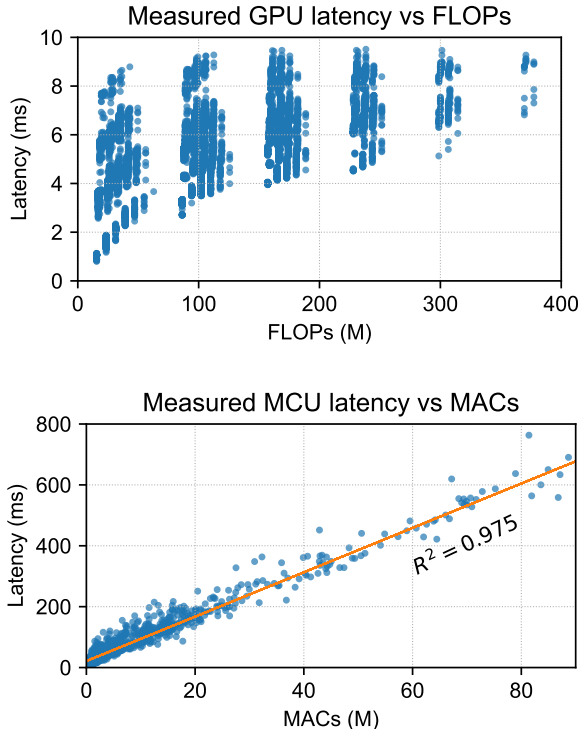 Measured GPU latency vs FLOPs
10
8
6
4
2
0
Latency (ms)
0 100 200 300 400
FLOPs (M)
Measured MCU latency vs MACs
800
600
400
200
0
Latency (ms)
R² = 0.975
0 20 40 60 80
MACs (M)